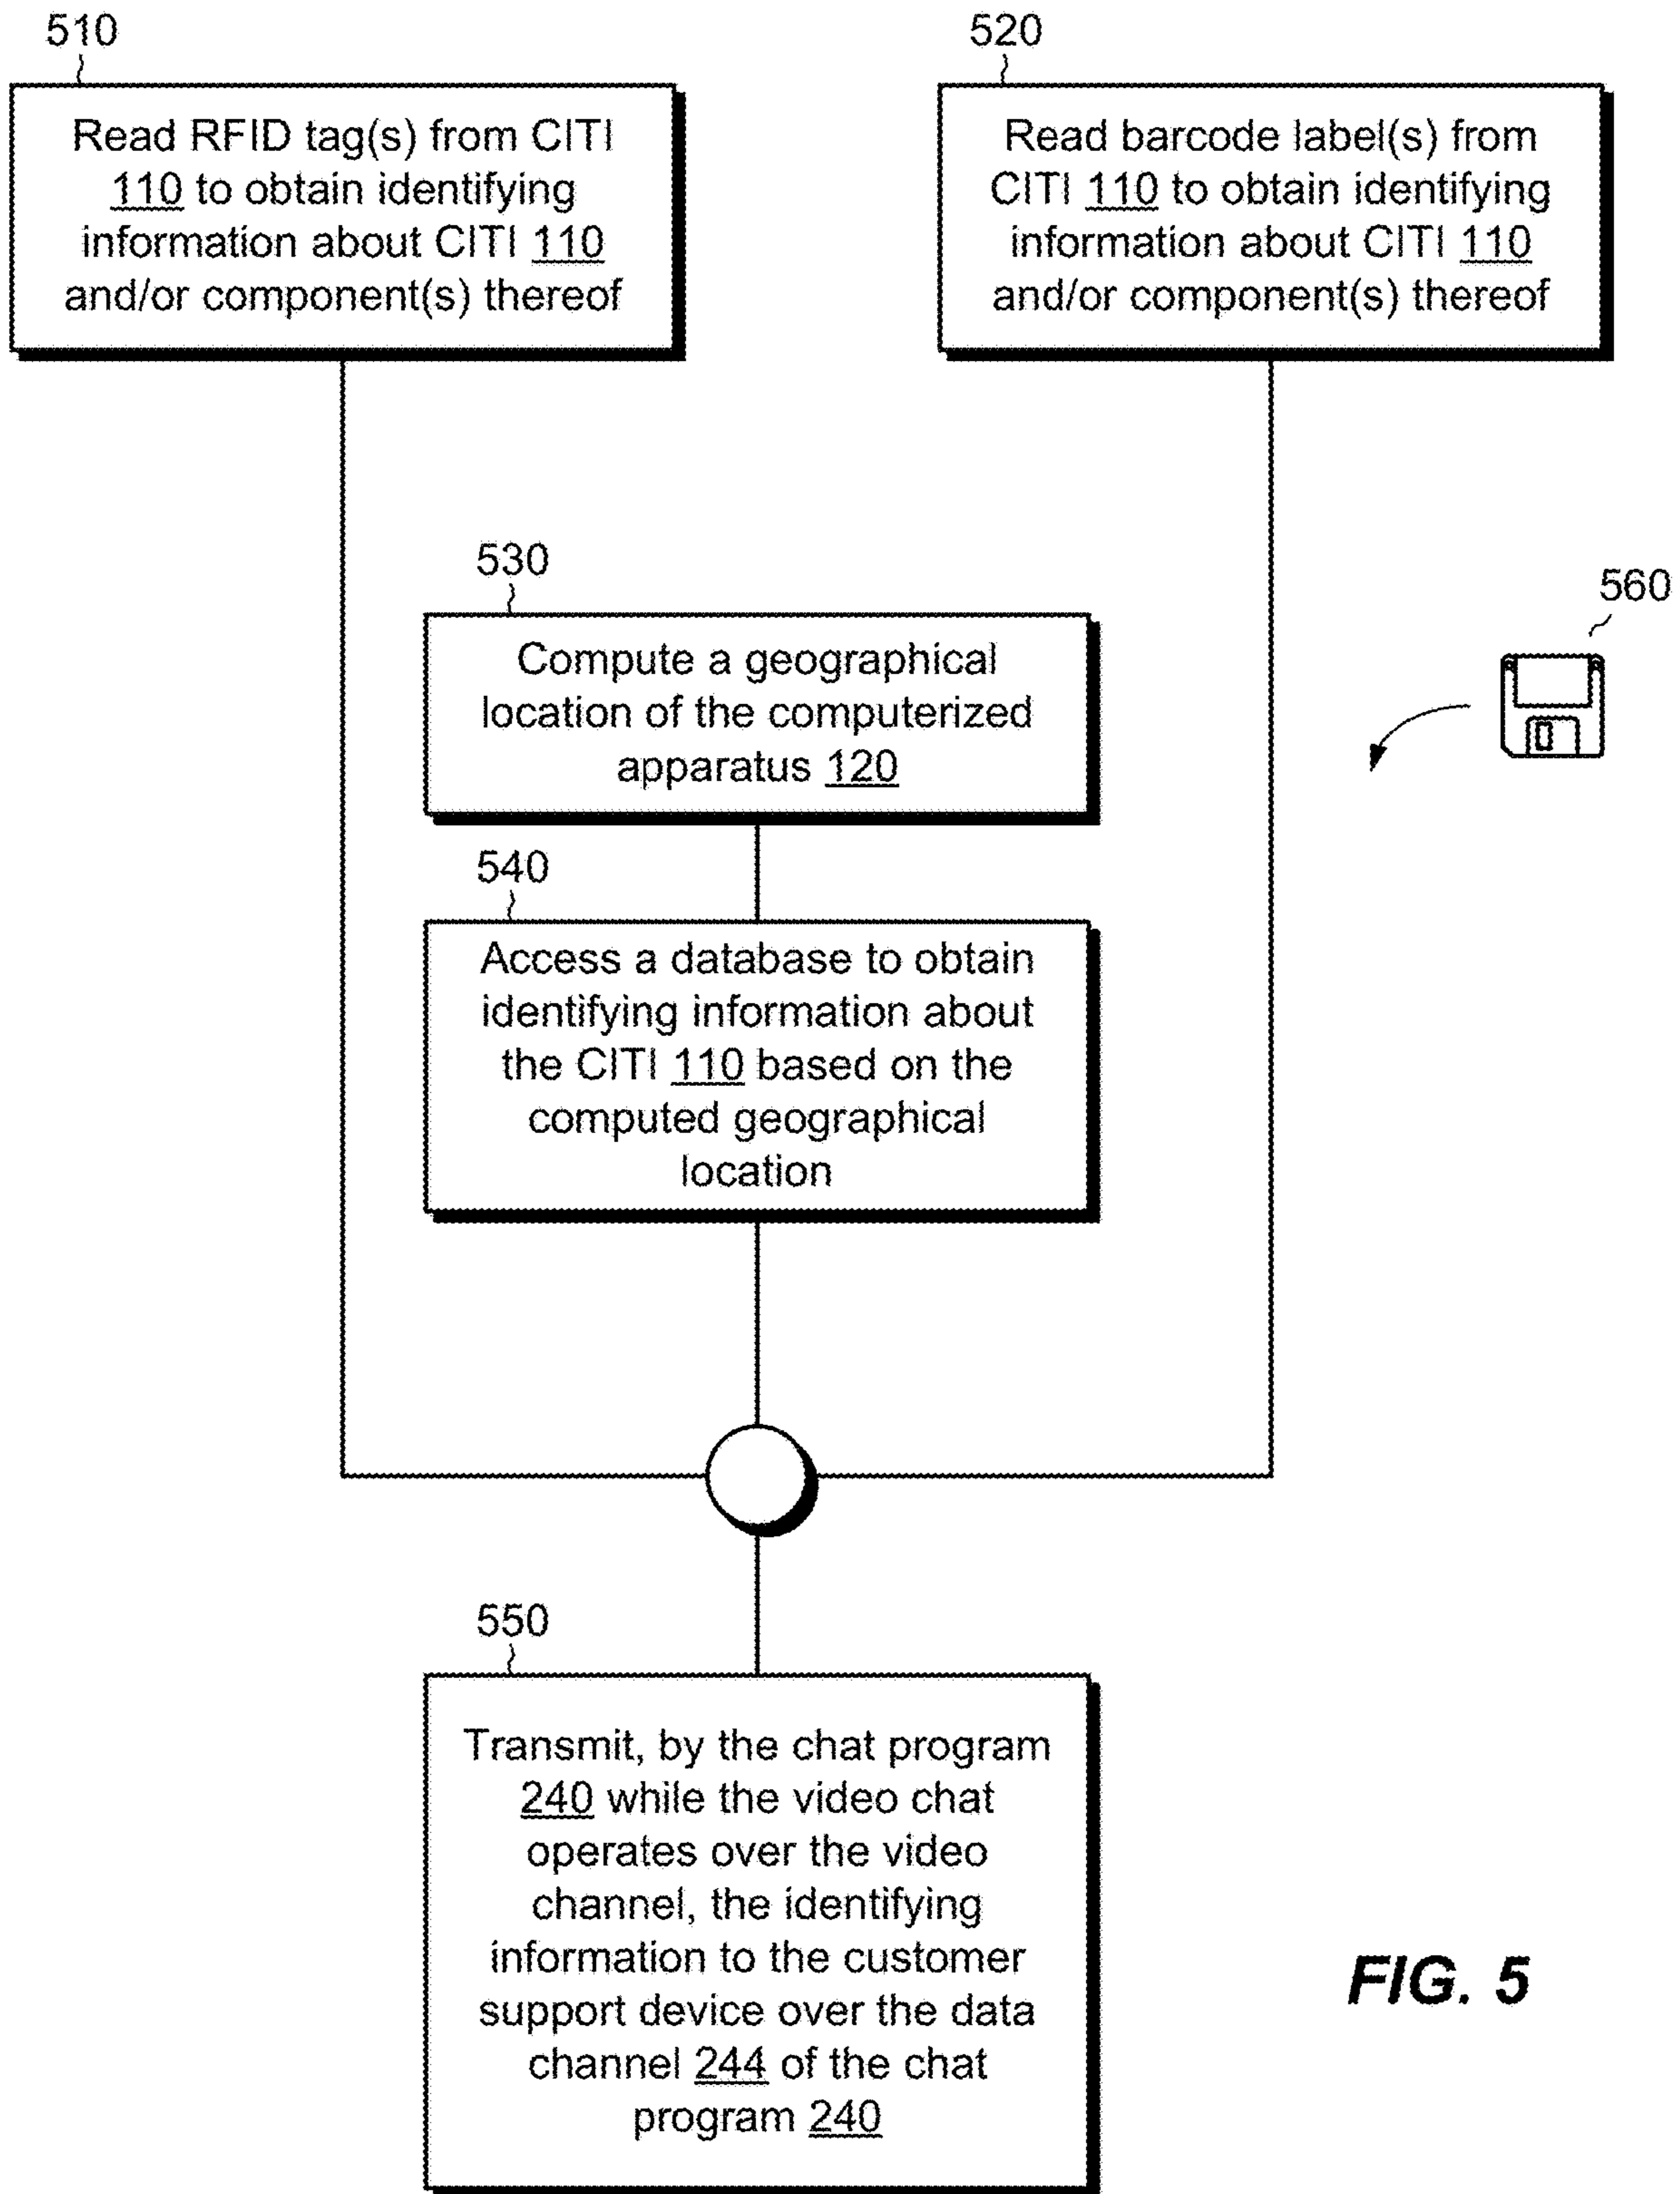 510
Read RFID tag(s) from CITI
110 to obtain identifying
information about CITI 110
and/or component(s) thereof
520
Read barcode label(s) from
CITI 110 to obtain identifying
information about CITI 110
and/or component(s) thereof
530
Compute a geographical
location of the computerized
apparatus 120
560
540
Access a database to obtain
identifying information about
the CITI 110 based on the
computed geographical
location
550
Transmit, by the chat program
240 while the video chat
operates over the video
channel, the identifying
information to the customer
support device over the data
channel 244 of the chat
program 240
FIG. 5